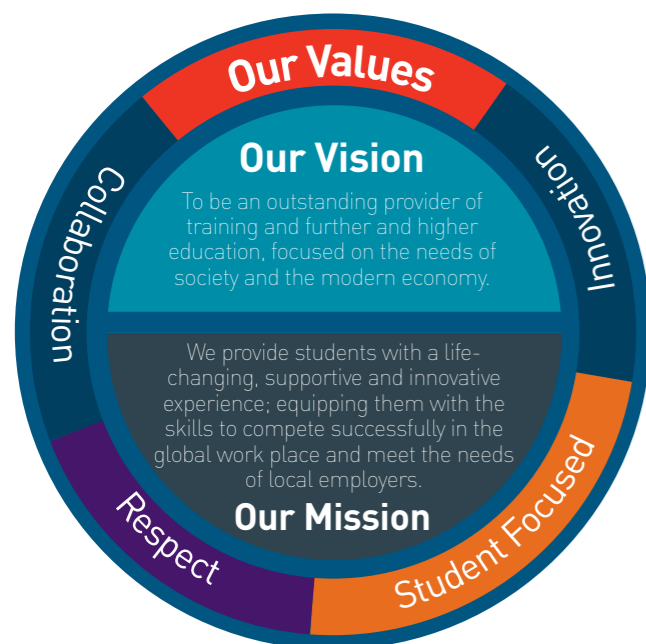 Our Values
Innovation
Student Focused
Respect
Collaboration
Our Vision
To be an outstanding provider of
training and further and higher
education, focused on the needs of
society and the modern economy.
We provide students with a life-
changing, supportive and innovative
experience; equipping them with the
skills to compete successfully in the
global work place and meet the needs
of local employers.
Our Mission